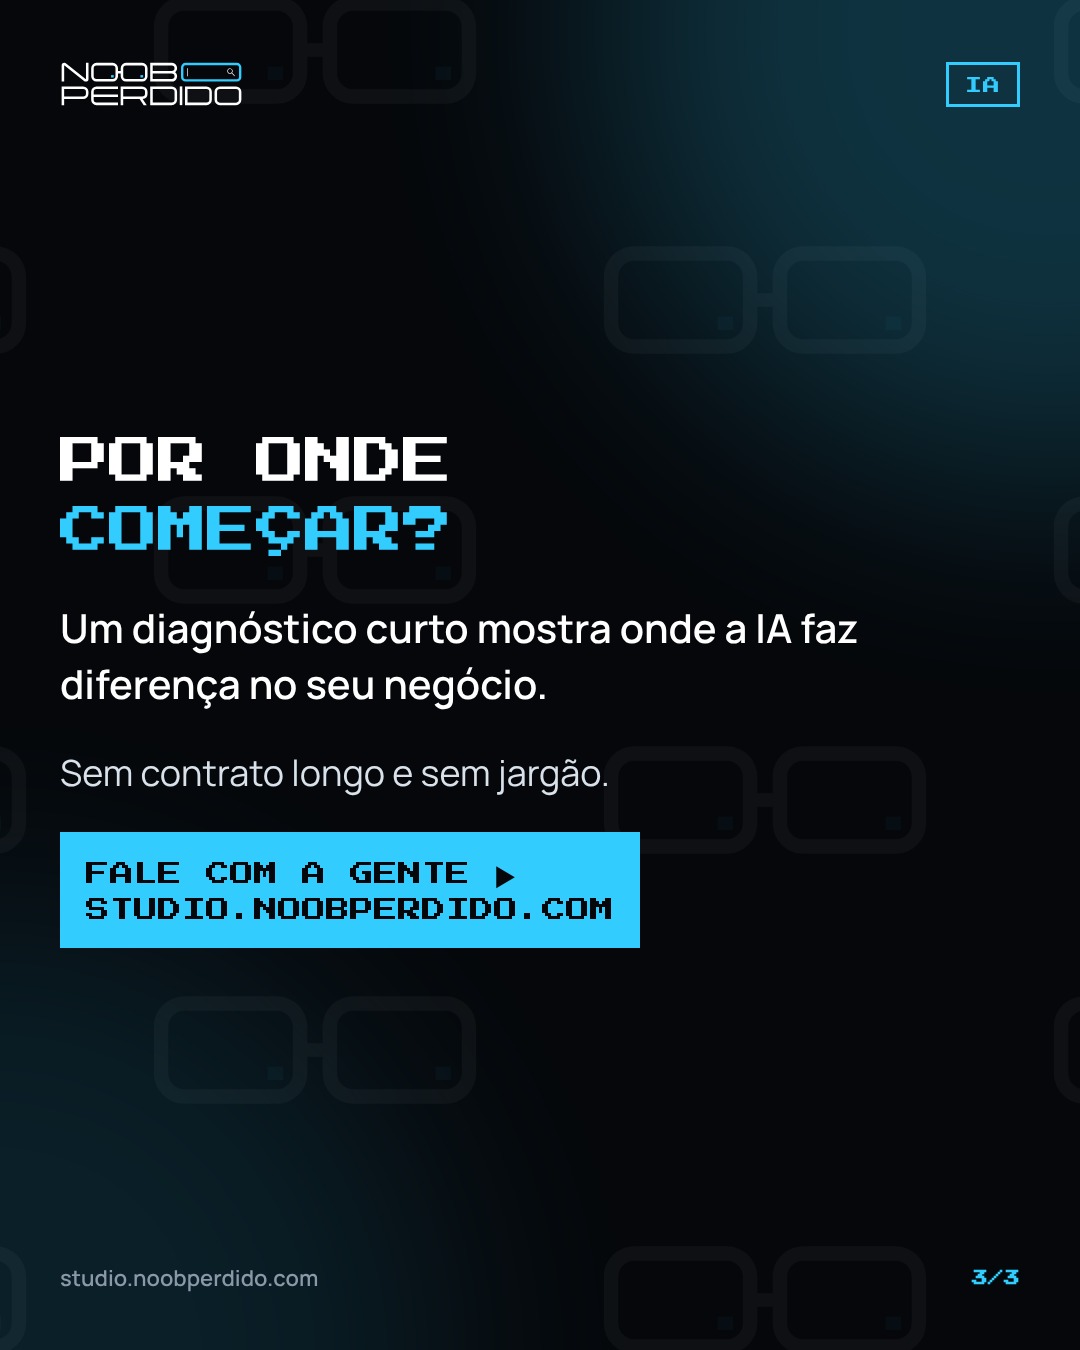 NOOB
PERDIDO
IA
POR ONDE
COMEÇAR?
Um diagnóstico curto mostra onde a IA faz
diferença no seu negócio.
Sem contrato longo e sem jargão.
FALE COM A GENTE ▶
STUDIO.NOOBPERDIDO.COM
studio.noobperdido.com
3/3